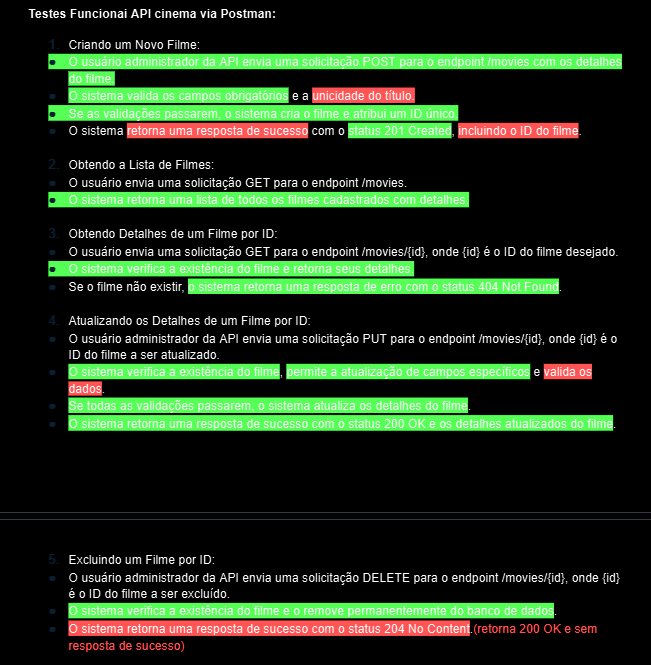 Testes Funcionai API cinema via Postman:
1. Criando um Novo Filme:
• O usuário administrador da API envia uma solicitação POST para o endpoint /movies com os detalhes
do filme.
• O sistema valida os campos obrigatórios e a unicidade do título.
• Se as validações passarem, o sistema cria o filme e atribui um ID único.
• O sistema retorna uma resposta de sucesso com o status 201 Created, incluindo o ID do filme.
2. Obtendo a Lista de Filmes:
• O usuário envia uma solicitação GET para o endpoint /movies.
• O sistema retorna uma lista de todos os filmes cadastrados com detalhes.
3. Obtendo Detalhes de um Filme por ID:
• O usuário envia uma solicitação GET para o endpoint /movies/{id}, onde {id} é o ID do filme desejado.
• O sistema verifica a existência do filme e retorna seus detalhes.
• Se o filme não existir, o sistema retorna uma resposta de erro com o status 404 Not Found.
4. Atualizando os Detalhes de um Filme por ID:
• O usuário administrador da API envia uma solicitação PUT para o endpoint /movies/{id}, onde {id} é o
ID do filme a ser atualizado.
• O sistema verifica a existência do filme, permite a atualização de campos específicos e valida os
dados.
• Se todas as validações passarem, o sistema atualiza os detalhes do filme.
• O sistema retorna uma resposta de sucesso com o status 200 OK e os detalhes atualizados do filme.
5. Excluindo um Filme por ID:
• O usuário administrador da API envia uma solicitação DELETE para o endpoint /movies/{id}, onde {id}
é o ID do filme a ser excluído.
• O sistema verifica a existência do filme e o remove permanentemente do banco de dados.
• O sistema retorna uma resposta de sucesso com o status 204 No Content.(retorna 200 OK e sem
resposta de sucesso)